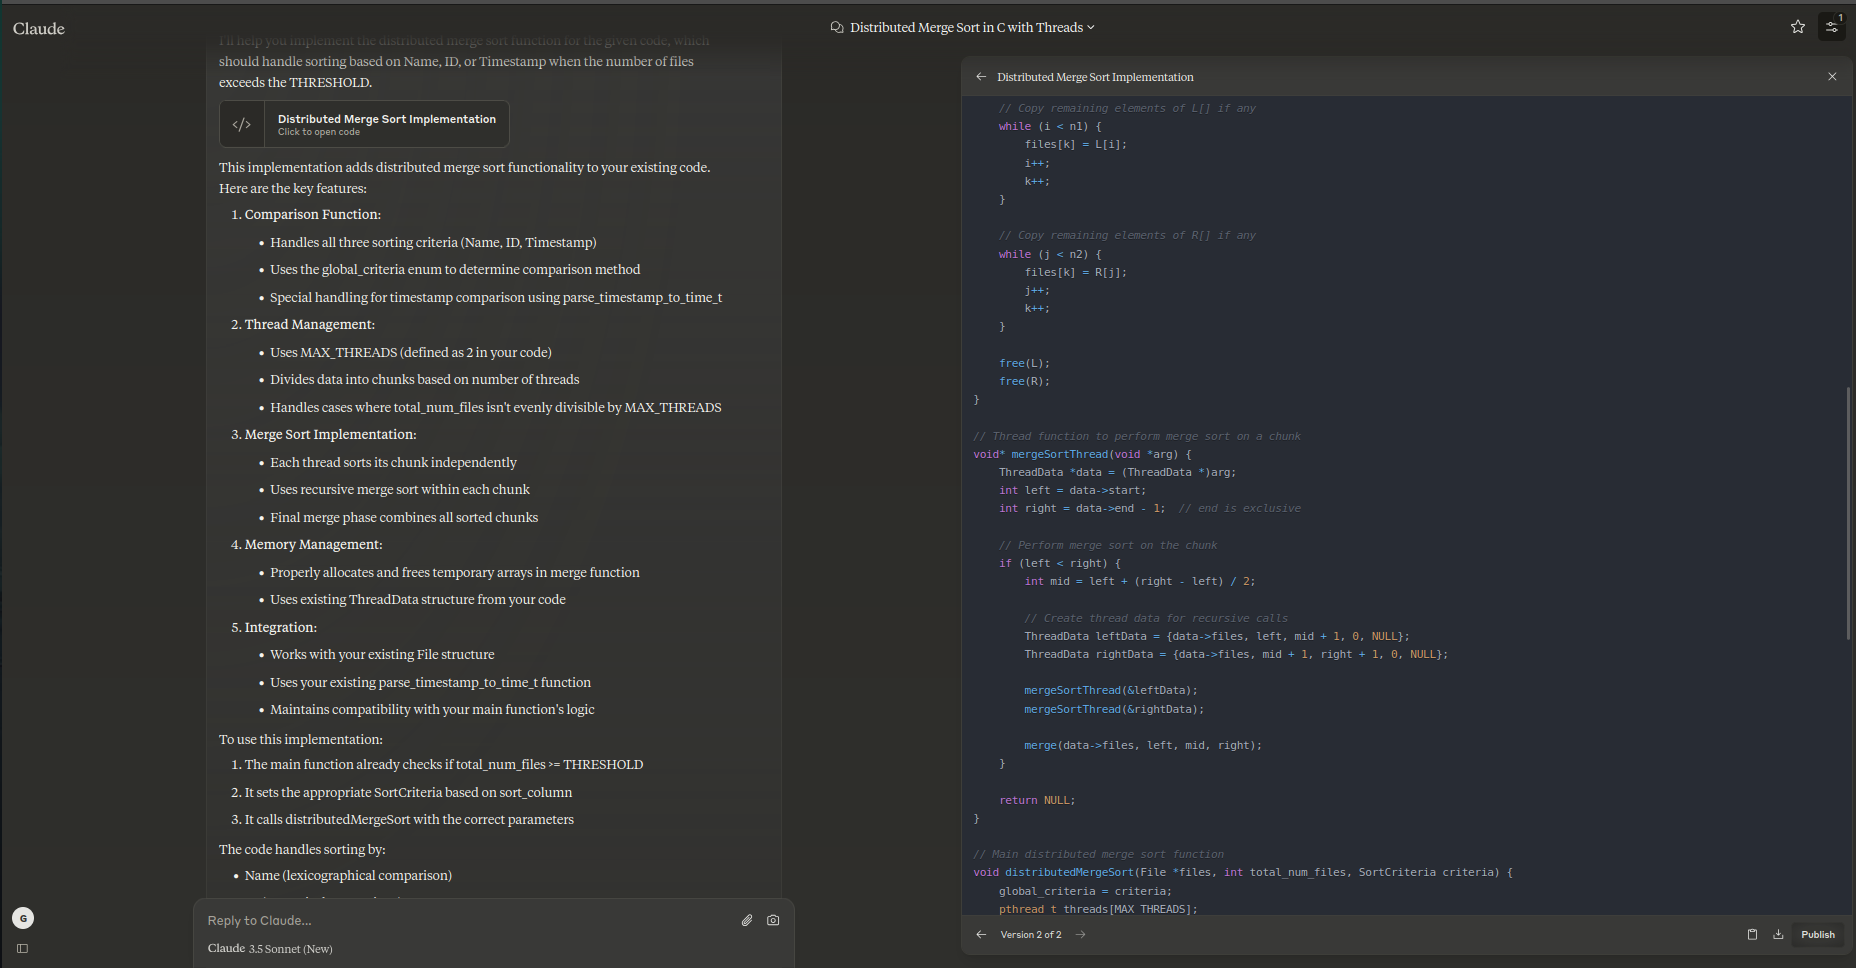 Claude
Distributed Merge Sort in C with Threads
1
I'll help you implement the distributed merge sort function for the given code, which
should handle sorting based on Name, ID, or Timestamp when the number of files
exceeds the THRESHOLD.
</>
Distributed Merge Sort Implementation
Click to open code
This implementation adds distributed merge sort functionality to your existing code.
Here are the key features:
1. Comparison Function:
• Handles all three sorting criteria (Name, ID, Timestamp)
• Uses the global_criteria enum to determine comparison method
• Special handling for timestamp comparison using parse_timestamp_to_time_t
2. Thread Management:
• Uses MAX_THREADS (defined as 2 in your code)
• Divides data into chunks based on number of threads
• Handles cases where total_num_files isn't evenly divisible by MAX_THREADS
3. Merge Sort Implementation:
• Each thread sorts its chunk independently
• Uses recursive merge sort within each chunk
• Final merge phase combines all sorted chunks
4. Memory Management:
• Properly allocates and frees temporary arrays in merge function
• Uses existing ThreadData structure from your code
5. Integration:
• Works with your existing File structure
• Uses your existing parse_timestamp_to_time_t function
• Maintains compatibility with your main function's logic
To use this implementation:
1. The main function already checks if total_num_files >= THRESHOLD
2. It sets the appropriate SortCriteria based on sort_column
3. It calls distributedMergeSort with the correct parameters
The code handles sorting by:
• Name (lexicographical comparison)
G
Reply to Claude...
Claude 3.5 Sonnet (New)
Distributed Merge Sort Implementation
// Copy remaining elements of L[] if any
while (i < n1) {
files[k] = L[i];
i++;
k++;
}
// Copy remaining elements of R[] if any
while (j < n2) {
files[k] = R[j];
j++;
k++;
}
free(L);
free(R);
}
// Thread function to perform merge sort on a chunk
void* mergeSortThread(void *arg) {
ThreadData *data = (ThreadData *)arg;
int left = data->start;
int right = data->end - 1;  // end is exclusive
// Perform merge sort on the chunk
if (left < right) {
int mid = left + (right - left) / 2;
// Create thread data for recursive calls
ThreadData leftData = {data->files, left, mid + 1, 0, NULL};
ThreadData rightData = {data->files, mid + 1, right + 1, 0, NULL};
mergeSortThread(&leftData);
mergeSortThread(&rightData);
merge(data->files, left, mid, right);
}
return NULL;
}
// Main distributed merge sort function
void distributedMergeSort(File *files, int total_num_files, SortCriteria criteria) {
global_criteria = criteria;
pthread_t threads[MAX_THREADS];
Version 2 of 2
Publish